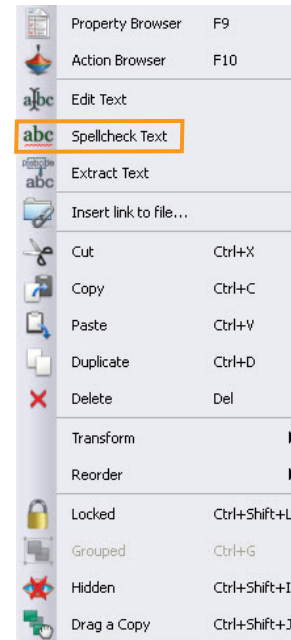 Property Browser F9
Action Browser F10
abc Edit Text
abc Spellcheck Text
abc Extract Text
Insert link to file...
Cut Ctrl+X
Copy Ctrl+C
Paste Ctrl+V
Duplicate Ctrl+D
Delete Del
Transform
Reorder
Locked Ctrl+Shift+L
Grouped Ctrl+G
Hidden Ctrl+Shift+I
Drag a Copy Ctrl+Shift+J